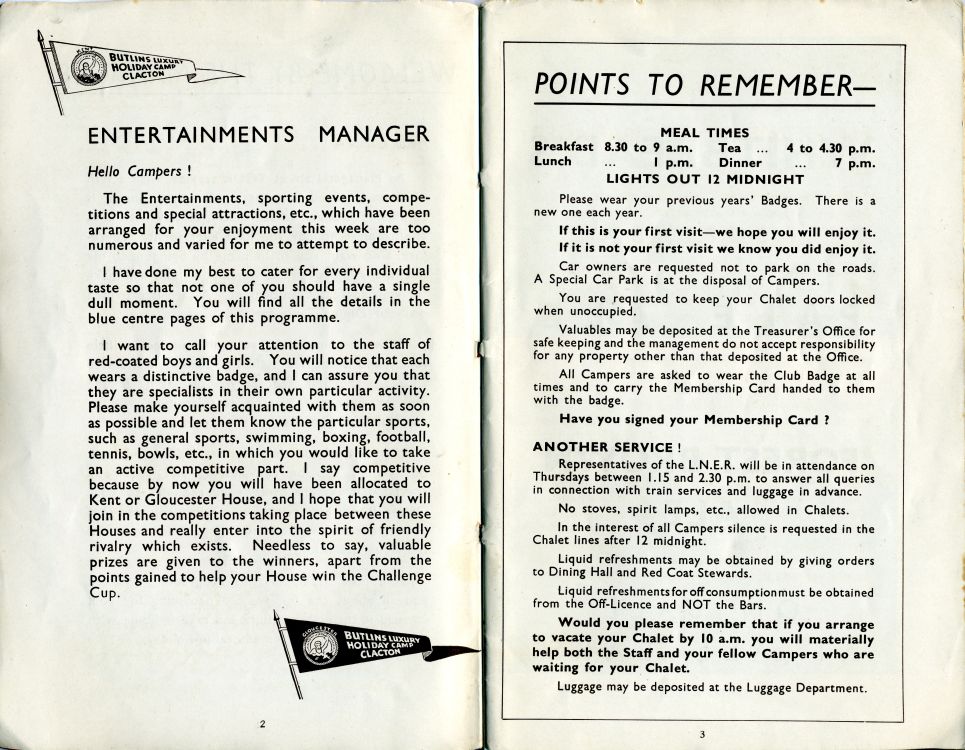 KENT
BUTLINS LUXURY
HOLIDAY CAMP
CLACTON
ENTERTAINMENTS MANAGER
Hello Campers !
The Entertainments, sporting events, compe-
titions and special attractions, etc., which have been
arranged for your enjoyment this week are too
numerous and varied for me to attempt to describe.
I have done my best to cater for every individual
taste so that not one of you should have a single
dull moment. You will find all the details in the
blue centre pages of this programme.
I want to call your attention to the staff of
red-coated boys and girls. You will notice that each
wears a distinctive badge, and I can assure you that
they are specialists in their own particular activity.
Please make yourself acquainted with them as soon
as possible and let them know the particular sports,
such as general sports, swimming, boxing, football,
tennis, bowls, etc., in which you would like to take
an active competitive part. I say competitive
because by now you will have been allocated to
Kent or Gloucester House, and I hope that you will
join in the competitions taking place between these
Houses and really enter into the spirit of friendly
rivalry which exists. Needless to say, valuable
prizes are given to the winners, apart from the
points gained to help your House win the Challenge
Cup.
GLOUCESTER
BUTLINS LUXURY
HOLIDAY CAMP
CLACTON
2
POINTS TO REMEMBER—
MEAL TIMES
Breakfast 8.30 to 9 a.m. Tea ... 4 to 4.30 p.m.
Lunch ... 1 p.m. Dinner ... 7 p.m.
LIGHTS OUT 12 MIDNIGHT
Please wear your previous years' Badges. There is a
new one each year.
If this is your first visit—we hope you will enjoy it.
If it is not your first visit we know you did enjoy it.
Car owners are requested not to park on the roads.
A Special Car Park is at the disposal of Campers.
You are requested to keep your Chalet doors locked
when unoccupied.
Valuables may be deposited at the Treasurer's Office for
safe keeping and the management do not accept responsibility
for any property other than that deposited at the Office.
All Campers are asked to wear the Club Badge at all
times and to carry the Membership Card handed to them
with the badge.
Have you signed your Membership Card ?
ANOTHER SERVICE !
Representatives of the L.N.E.R. will be in attendance on
Thursdays between 1.15 and 2.30 p.m. to answer all queries
in connection with train services and luggage in advance.
No stoves, spirit lamps, etc., allowed in Chalets.
In the interest of all Campers silence is requested in the
Chalet lines after 12 midnight.
Liquid refreshments may be obtained by giving orders
to Dining Hall and Red Coat Stewards.
Liquid refreshments for off consumption must be obtained
from the Off-Licence and NOT the Bars.
Would you please remember that if you arrange
to vacate your Chalet by 10 a.m. you will materially
help both the Staff and your fellow Campers who are
waiting for your Chalet.
Luggage may be deposited at the Luggage Department.
3